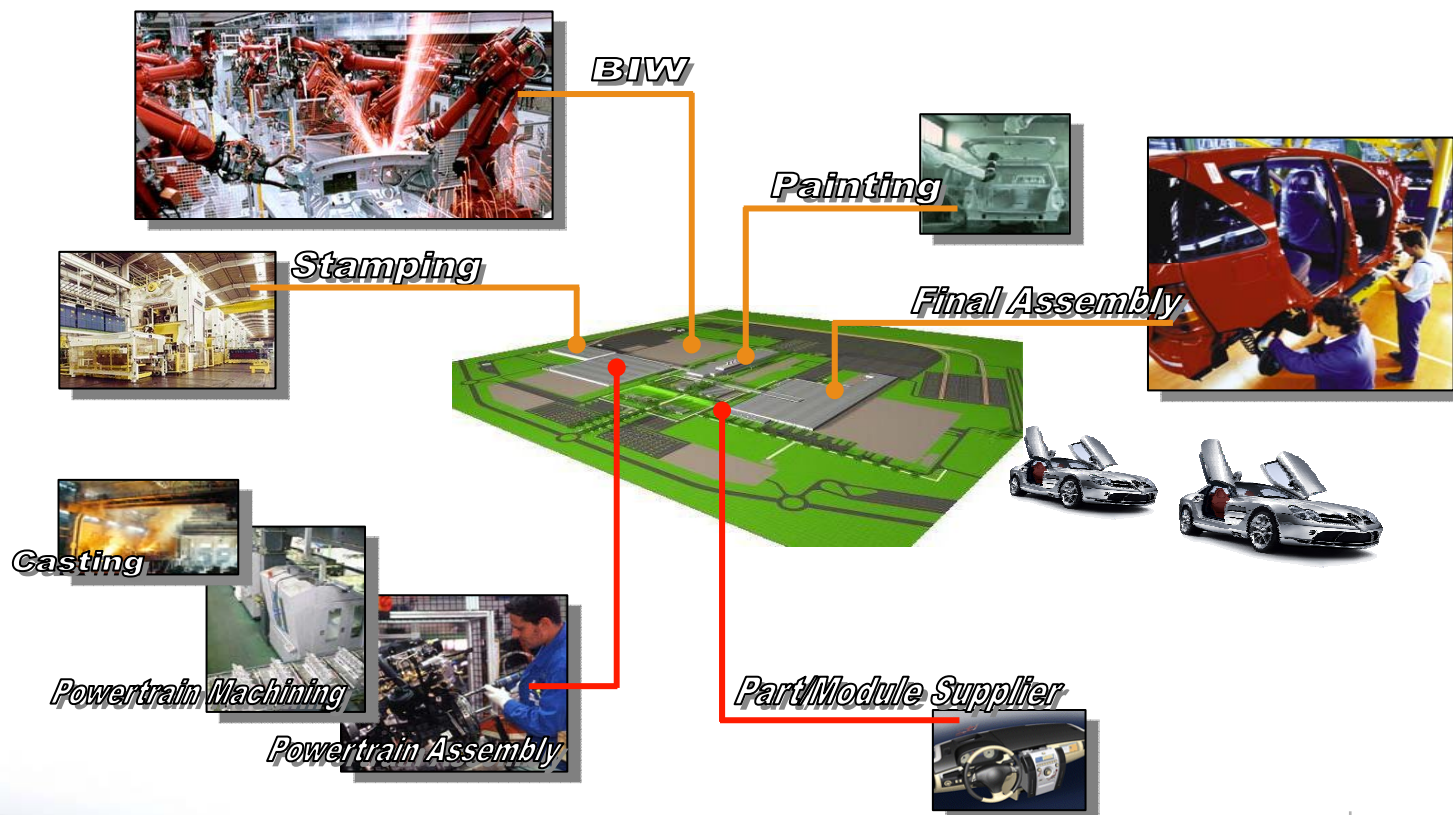 BIW
Painting
Stamping
Final Assembly
Casting
Powertrain Machining
Part/Module Supplier
Powertrain Assembly